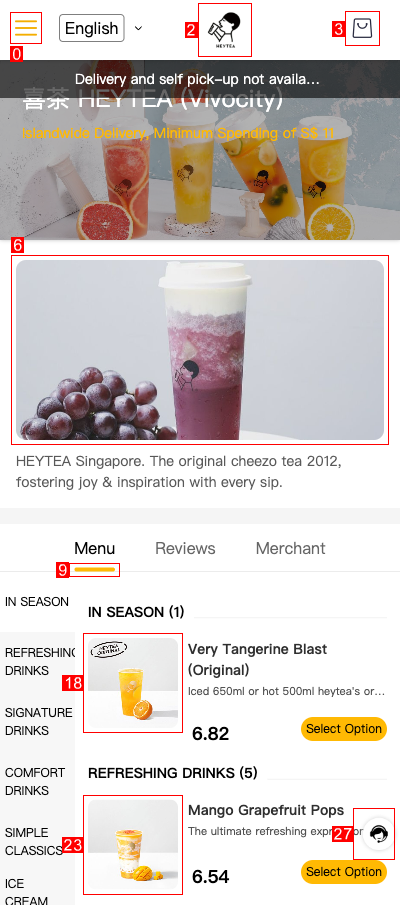 English
HEYTEA
Delivery and self pick-up not availa...
喜茶 HEYTEA (Vivocity)
Islandwide Delivery, Minimum Spending of S$ 1!
HEYTEA Singapore. The original cheezo tea 2012,
fostering joy & inspiration with every sip.
Menu
Reviews
Merchant
IN SEASON
REFRESHING
DRINKS
SIGNATURE
DRINKS
COMFORT
DRINKS
SIMPLE
CLASSICS
ICE
CREAM
IN SEASON (1)
Very Tangerine Blast
(Original)
Iced 650ml or hot 500ml heytea's or...
6.82
Select Option
REFRESHING DRINKS (5)
Mango Grapefruit Pops
The ultimate refreshing
6.54
Select Option
0
2
3
6
9
18
23
27